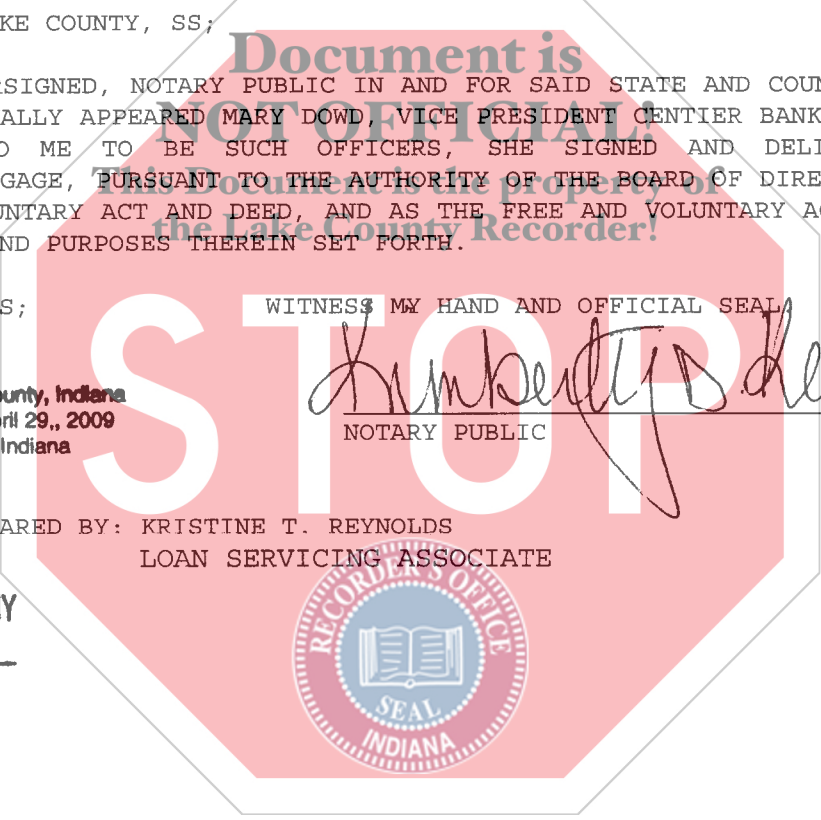 KE COUNTY, SS;
Document is
SIGNED, NOTARY PUBLIC IN AND FOR SAID STATE AND COUN
NOT OFFICIAL!
ALLY APPEARED MARY DOWD, VICE PRESIDENT CENTIER BANK
O ME TO BE SUCH OFFICERS, SHE SIGNED AND DELI
This Document is the property of
GAGE, PURSUANT TO THE AUTHORITY OF THE BOARD OF DIRE
UNTARY ACT AND DEED, AND AS THE FREE AND VOLUNTARY AC
the Lake County Recorder!
ND PURPOSES THEREIN SET FORTH.
S; WITNESS MY HAND AND OFFICIAL SEAL
STOP
ounty, Indiana
ril 29,, 2009
Indiana
Kimberly D. Ke
NOTARY PUBLIC
ARED BY: KRISTINE T. REYNOLDS
LOAN SERVICING ASSOCIATE
RECORDER'S OFFICE
SEAL
INDIANA
Y